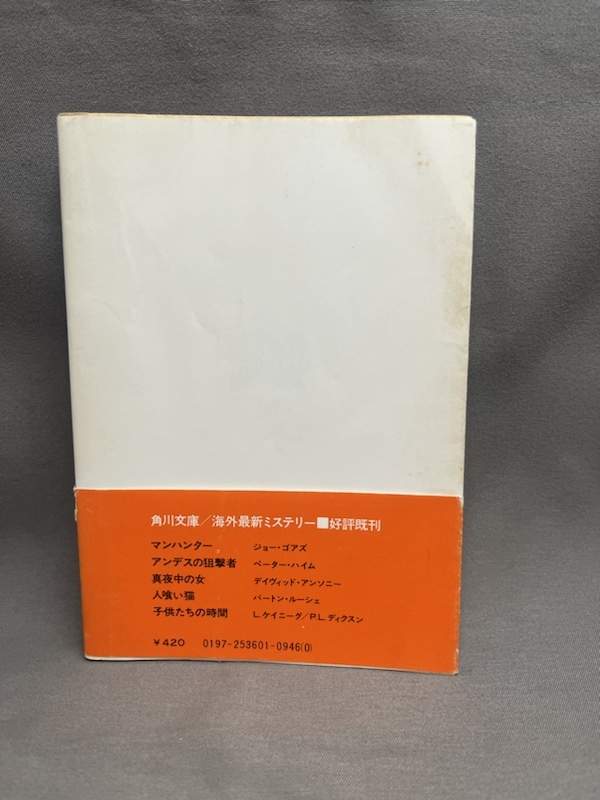 角川文庫/海外最新ミステリー■好評既刊
マンハンター ジョー・ゴアズ
アンデスの狙撃者 ペーター・ハイム
真夜中の女 デイヴィッド・アンソニー
人喰い猫 バートン・ルーシェ
子供たちの時間 L.ケイニーグ/P.L.ディクスン
￥420 0197-253601-0946(0)